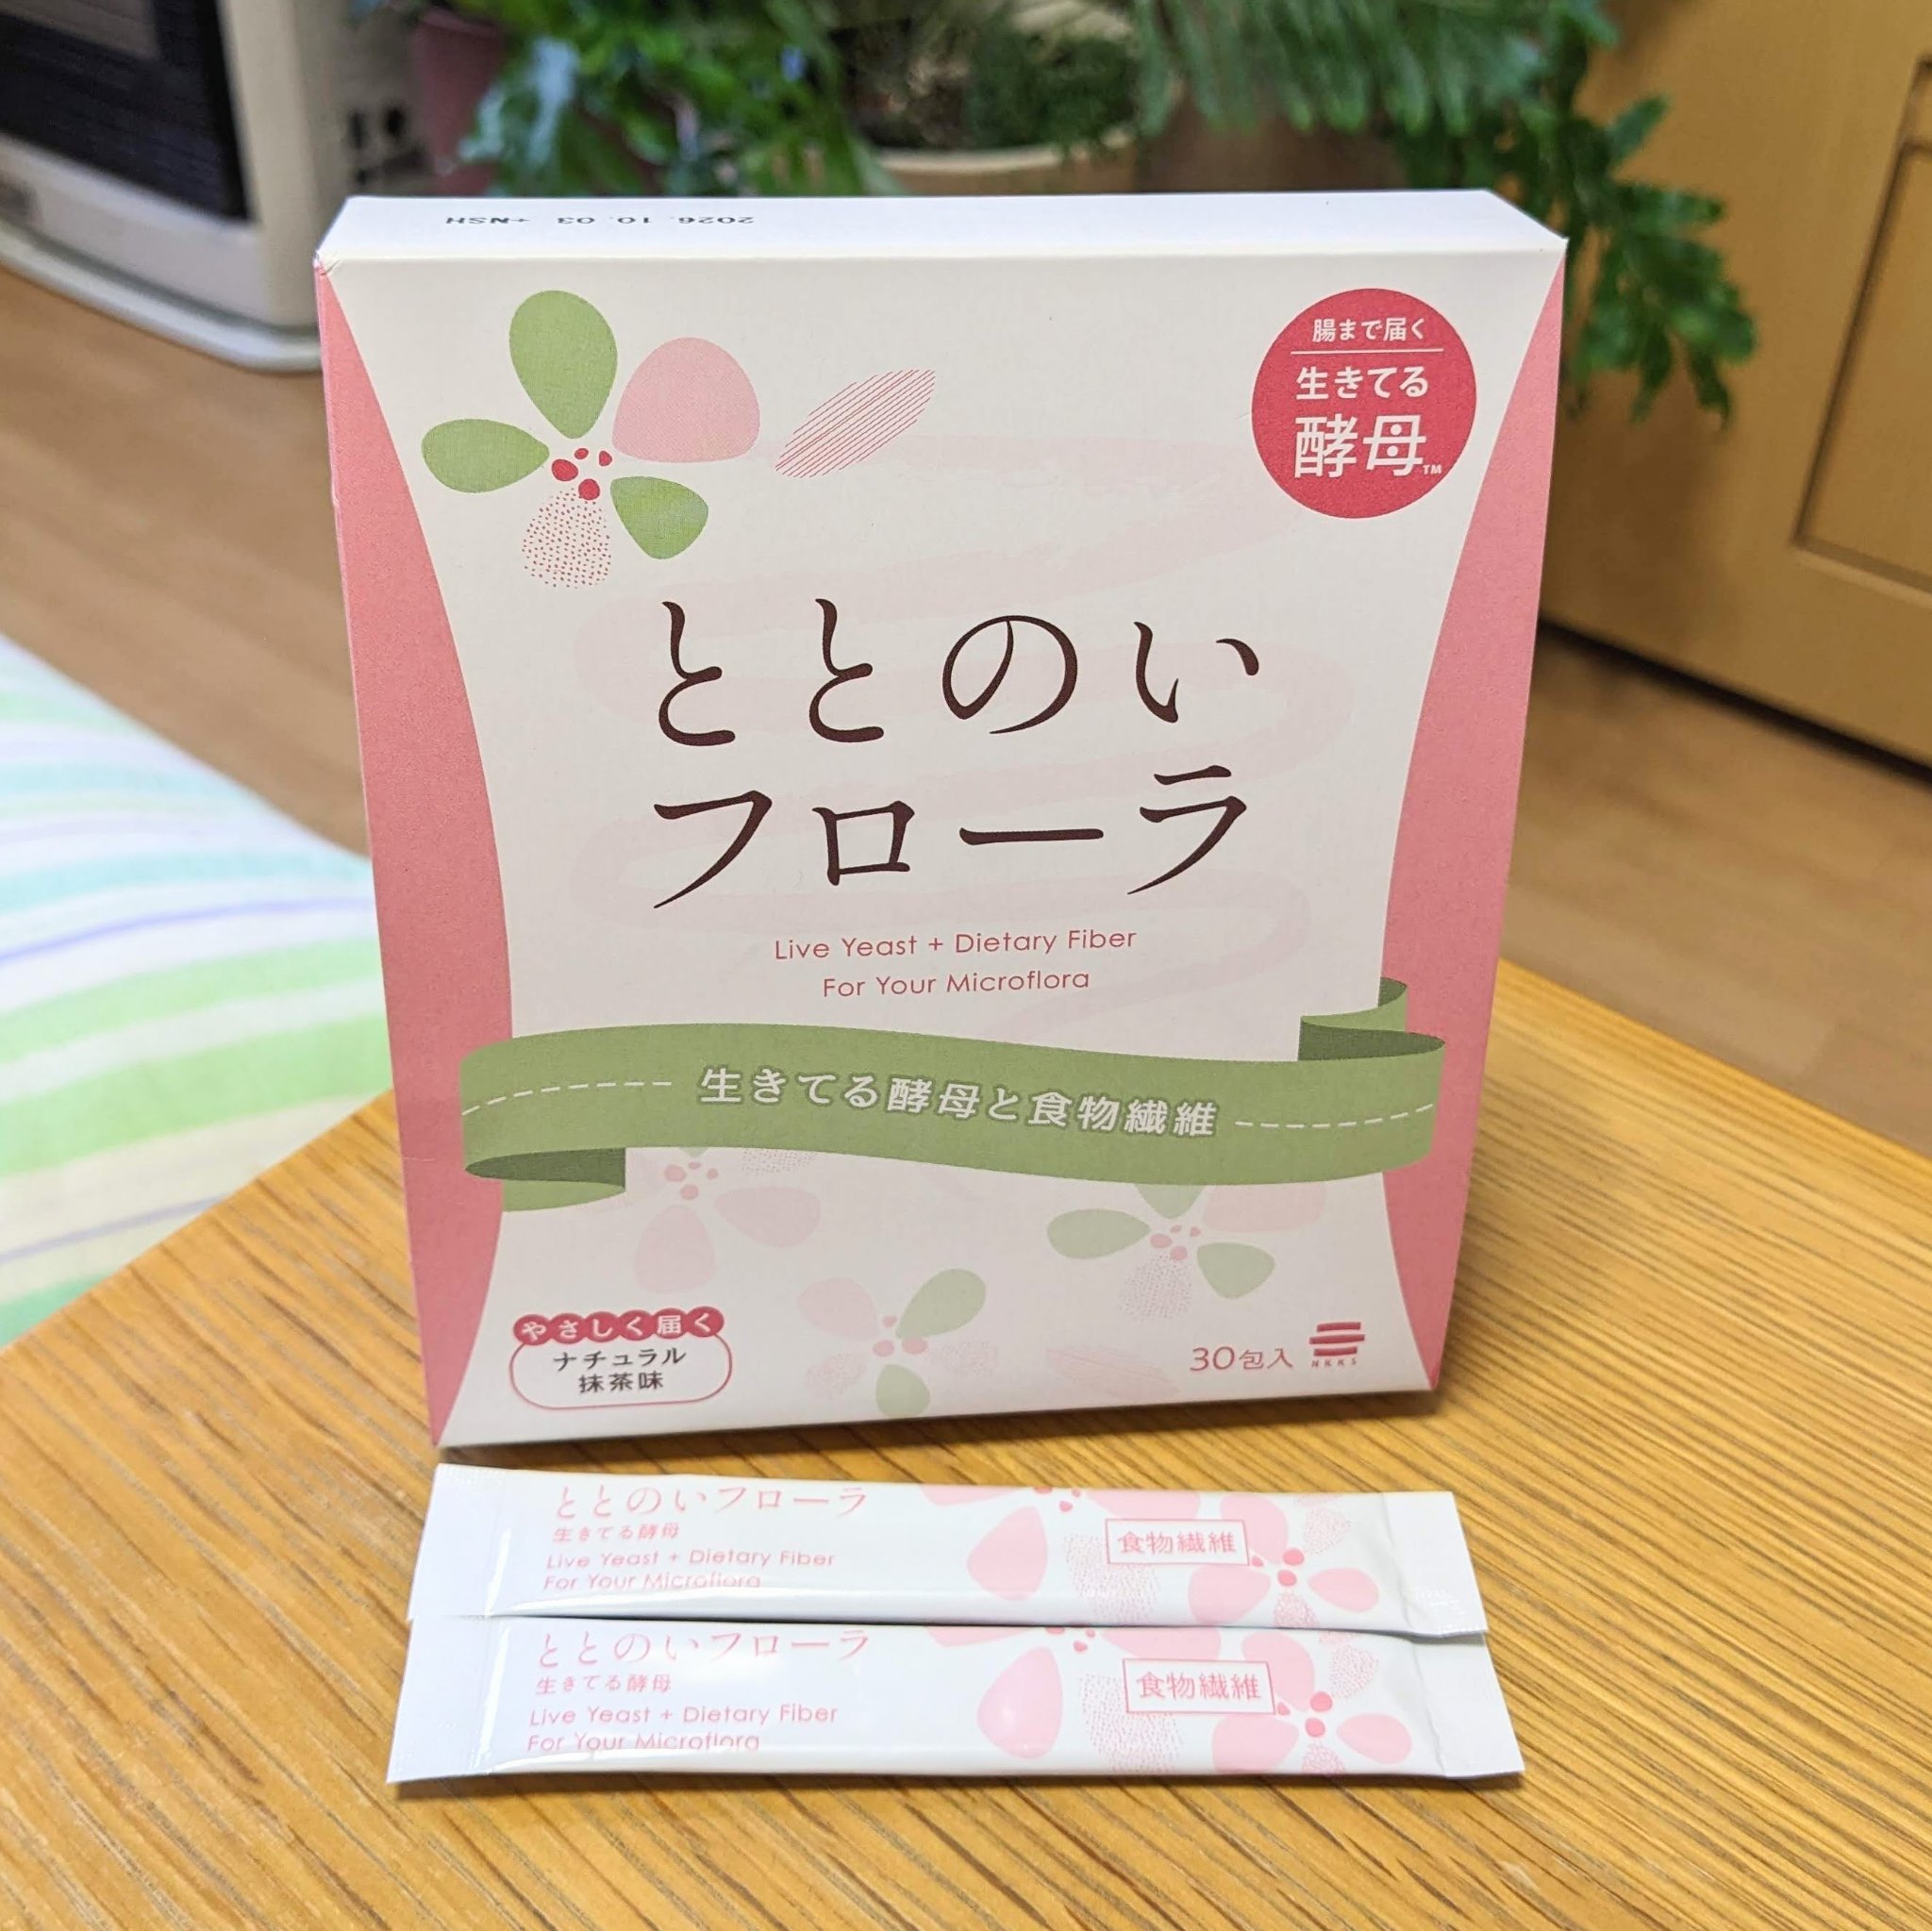 2026.10.03 +NSH
腸まで届く
生きてる
酵母™
ととのい
フローラ
Live Yeast + Dietary Fiber
For Your Microflora
生きてる酵母と食物繊維
やさしく届く
ナチュラル
抹茶味
30包入
NKKS
ととのいフローラ
生きてる酵母
Live Yeast + Dietary Fiber
For Your Microflora
食物繊維
ととのいフローラ
生きてる酵母
Live Yeast + Dietary Fiber
For Your Microflora
食物繊維